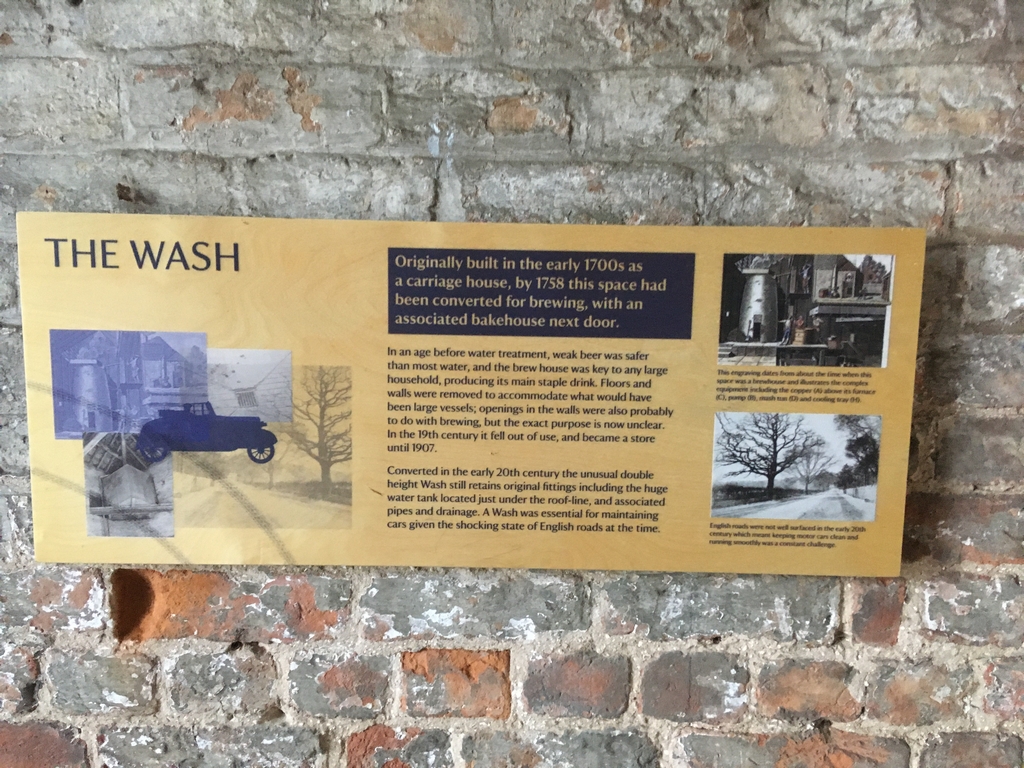 THE WASH
Originally built in the early 1700s as
a carriage house, by 1758 this space had
been converted for brewing, with an
associated bakehouse next door.
In an age before water treatment, weak beer was safer
than most water, and the brew house was key to any large
household, producing its main staple drink. Floors and
walls were removed to accommodate what would have
been large vessels; openings in the walls were also probably
to do with brewing, but the exact purpose is now unclear.
In the 19th century it fell out of use, and became a store
until 1907.
Converted in the early 20th century the unusual double
height Wash still retains original fittings including the huge
water tank located just under the roof-line, and associated
pipes and drainage. A Wash was essential for maintaining
cars given the shocking state of English roads at the time.
This engraving dates from about the time when this
space was a brewhouse and illustrates the complex
equipment including the copper (A) above its furnace
(C), pump (B), mash tun (D) and cooling tray (H).
English roads were not well surfaced in the early 20th
century which meant keeping motor cars clean and
running smoothly was a constant challenge.